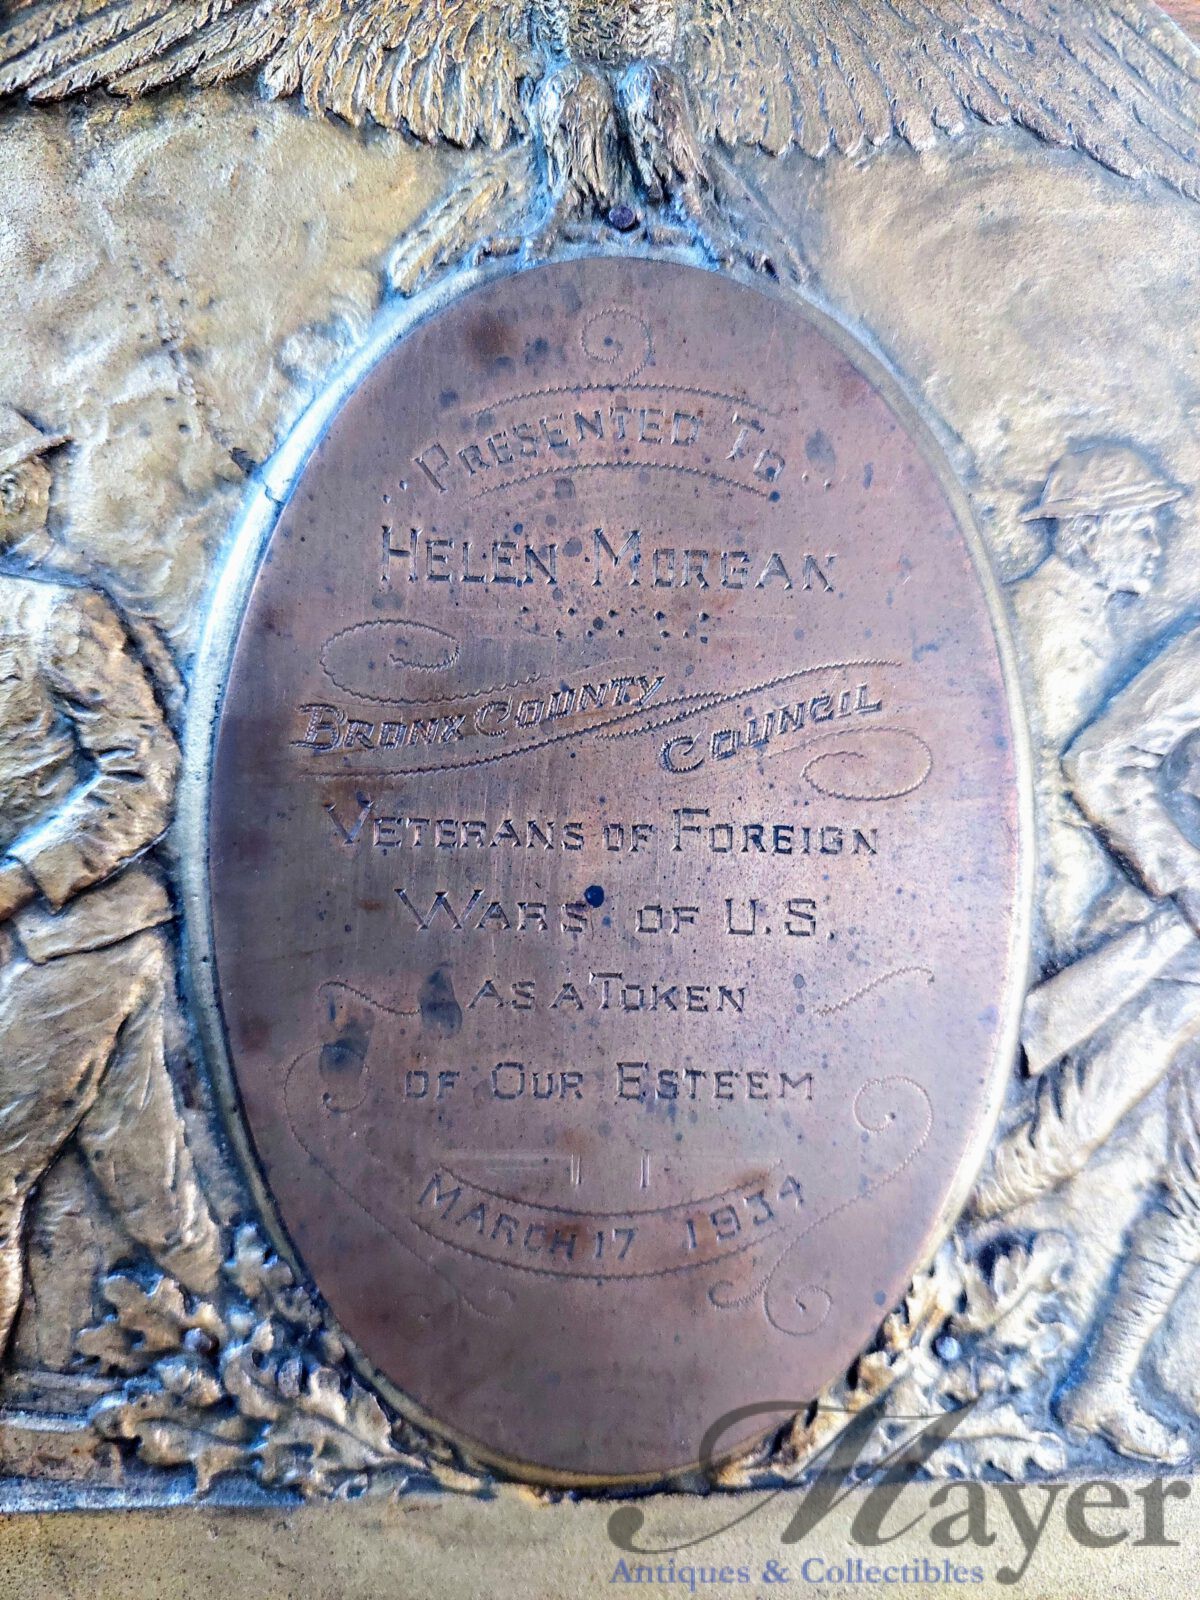 PRESENTED TO
HELEN MORGAN
BRONX COUNTY
COUNCIL
VETERANS OF FOREIGN
WARS OF U.S.
AS A TOKEN
OF OUR ESTEEM
MARCH 17 1934
Mayer
Antiques & Collectibles